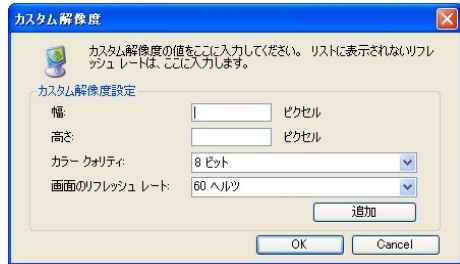 カスタム解像度
カスタム解像度の値をここに入力してください。 リストに表示されないリフレ
ッシュ レートは、ここに入力します。
カスタム解像度設定
幅: ピクセル
高さ: ピクセル
カラー クォリティ: 8 ビット
画面のリフレッシュ レート: 60 ヘルツ
追加
OK Cancel